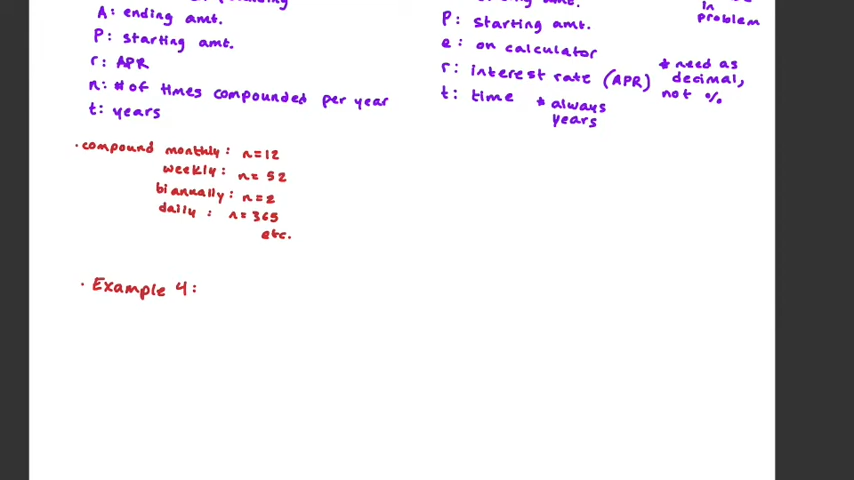 A: ending amt.
P: starting amt.
r: APR
n: # of times compounded per year
t: years
amt.
P: starting amt.
e: on calculator
r: interest rate (APR)
t: time
* always years
* need as decimal, not %
in problem
· compound monthly: n=12
weekly: n= 52
biannually: n=2
daily : n= 365
etc.
· Example 4: